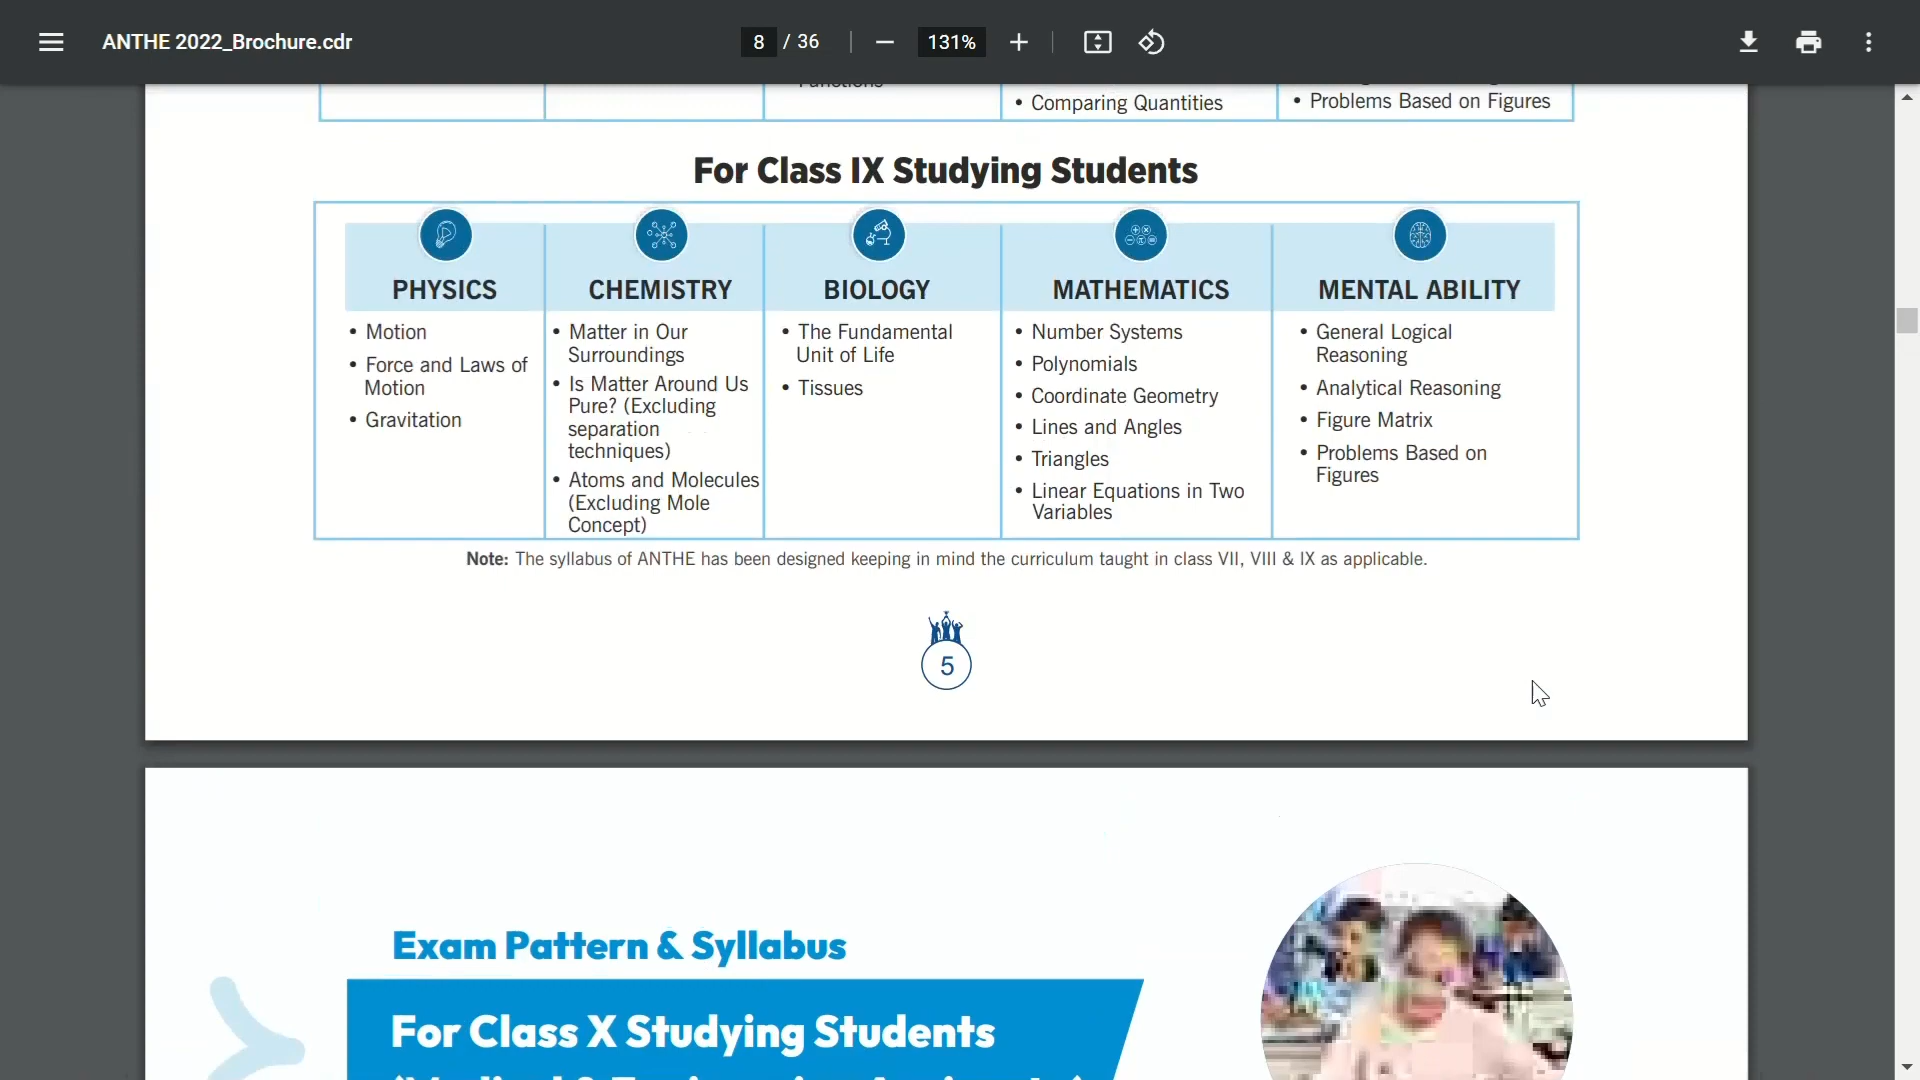 ANTHE 2022_Brochure.cdr
8 / 36
131%
Functions
• Comparing Quantities
• Problems Based on Figures
For Class IX Studying Students
PHYSICS
• Motion
• Force and Laws of
Motion
• Gravitation
CHEMISTRY
• Matter in Our
Surroundings
• Is Matter Around Us
Pure? (Excluding
separation
techniques)
• Atoms and Molecules
(Excluding Mole
Concept)
BIOLOGY
• The Fundamental
Unit of Life
• Tissues
MATHEMATICS
• Number Systems
• Polynomials
• Coordinate Geometry
• Lines and Angles
• Triangles
• Linear Equations in Two
Variables
MENTAL ABILITY
• General Logical
Reasoning
• Analytical Reasoning
• Figure Matrix
• Problems Based on
Figures
Note: The syllabus of ANTHE has been designed keeping in mind the curriculum taught in class VII, VIII & IX as applicable.
5
Exam Pattern & Syllabus
For Class X Studying Students